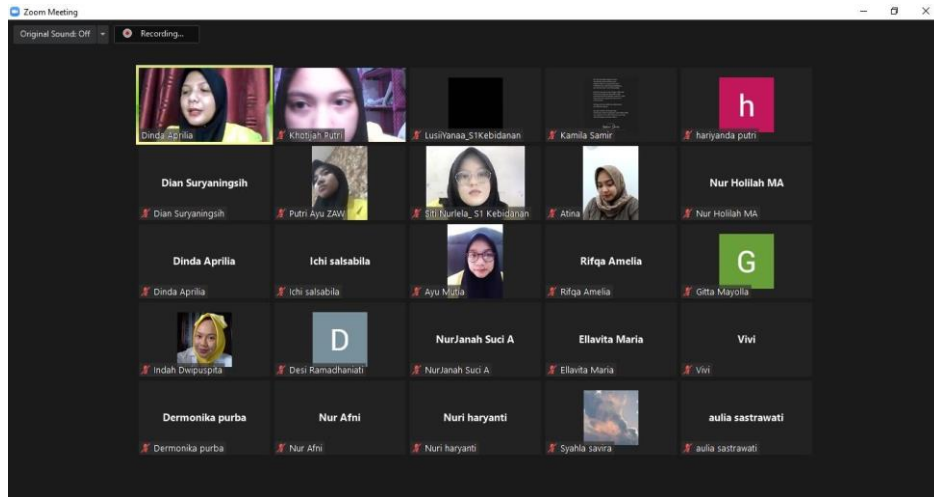 Zoom Meeting
Original Sound: Off
Recording...
Dinda Aprilia
Khotijah Putri
LusiiYanaa_S1Kebidanan
Kamila Samir
h
hariyanda putri
Dian Suryaningsih
Dian Suryaningsih
Putri Ayu ZAW
Siti Nurlela_ S1 Kebidanan
Atina
Nur Holilah MA
Nur Holilah MA
Dinda Aprilia
Dinda Aprilia
Ichi salsabila
Ichi salsabila
Ayu Mutia
Rifqa Amelia
Rifqa Amelia
G
Gitta Mayolla
Indah Dwipuspita
D
Desi Ramadhaniati
NurJanah Suci A
NurJanah Suci A
Ellavita Maria
Ellavita Maria
Vivi
Vivi
Dermonika purba
Dermonika purba
Nur Afni
Nur Afni
Nuri haryanti
Nuri haryanti
Syahla savira
aulia sastrawati
aulia sastrawati